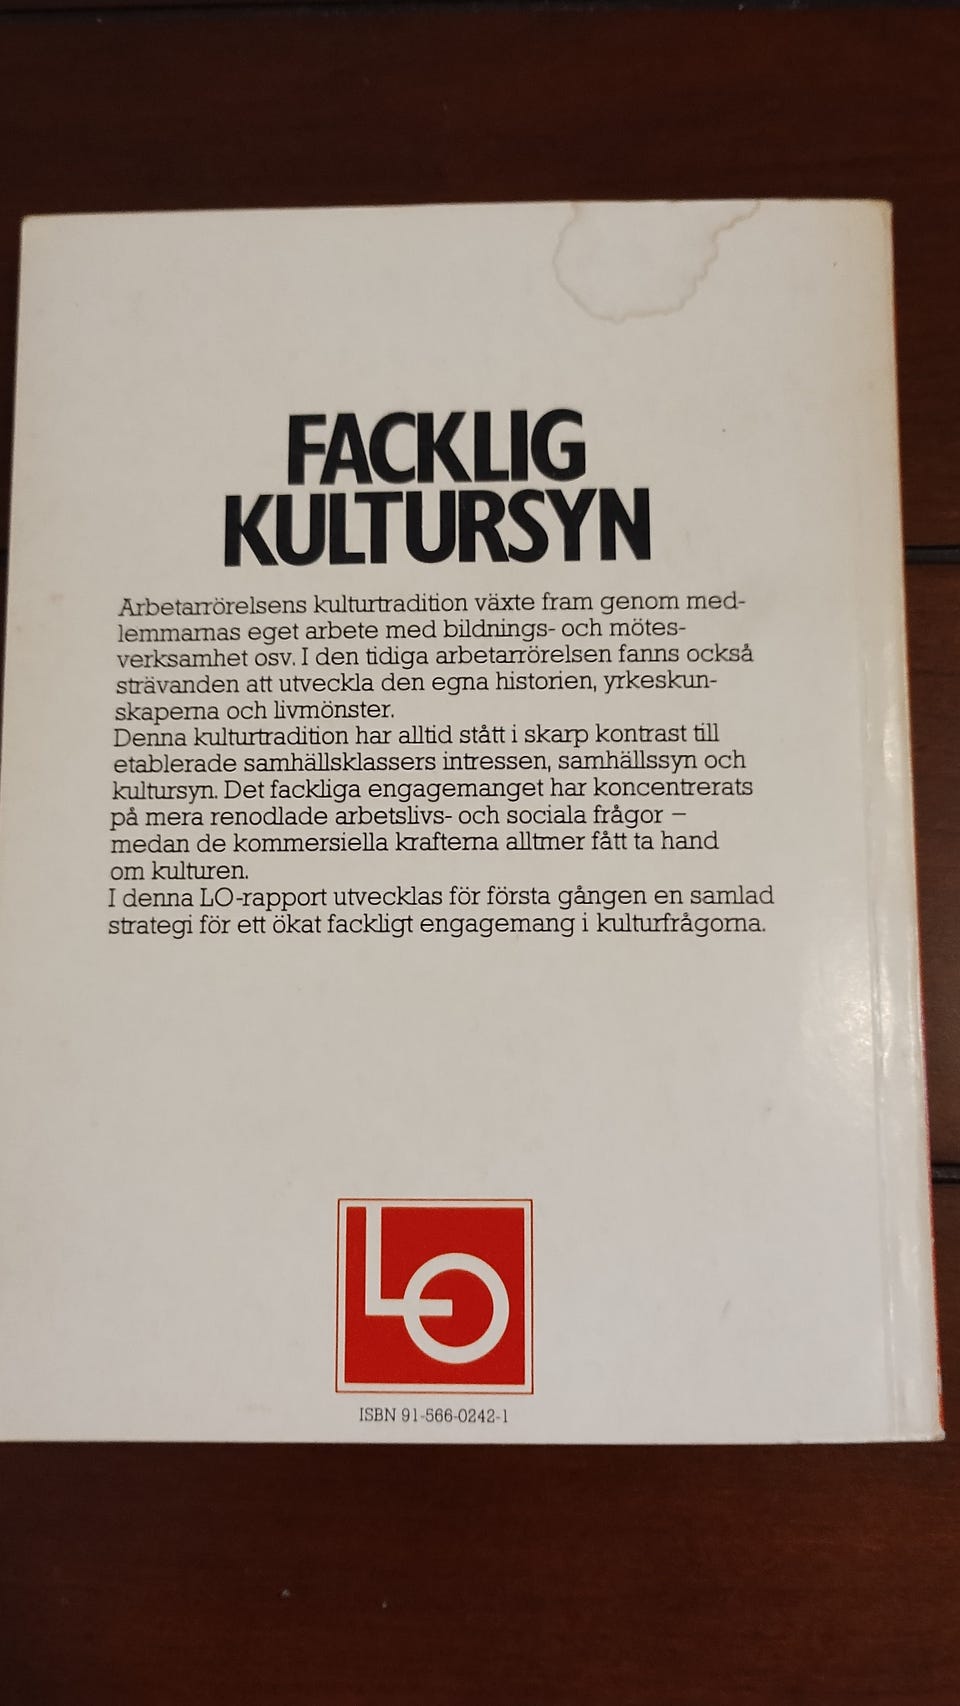 FACKLIG
KULTURSYN
Arbetarrörelsens kulturtradition växte fram genom med-
lemmarnas eget arbete med bildnings- och mötes-
verksamhet osv. I den tidiga arbetarrörelsen fanns också
strävanden att utveckla den egna historien, yrkeskun-
skaperna och livmönster.
Denna kulturtradition har alltid stått i skarp kontrast till
etablerade samhällsklassers intressen, samhällssyn och
kultursyn. Det fackliga engagemanget har koncentrerats
på mera renodlade arbetslivs- och sociala frågor –
medan de kommersiella krafterna alltmer fått ta hand
om kulturen.
I denna LO-rapport utvecklas för första gången en samlad
strategi för ett ökat fackligt engagemang i kulturfrågorna.
LO
ISBN 91-566-0242-1